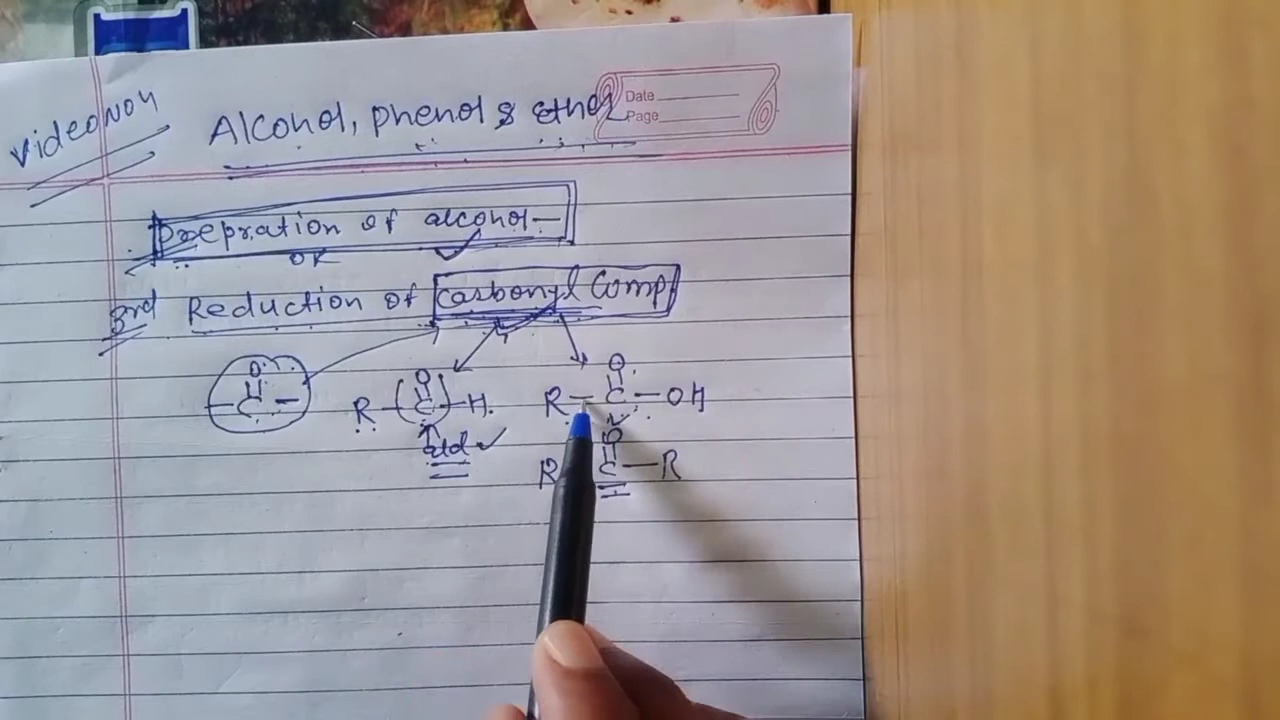 Video No 4
Alcohol, phenol & ether
Date
Page
Prepration of alcohol —
OR
3rd Reduction of Carbonyl Comp
O O O
— C — R — ( C ) — H. R — C — OH
ald ✓ O
R C — R